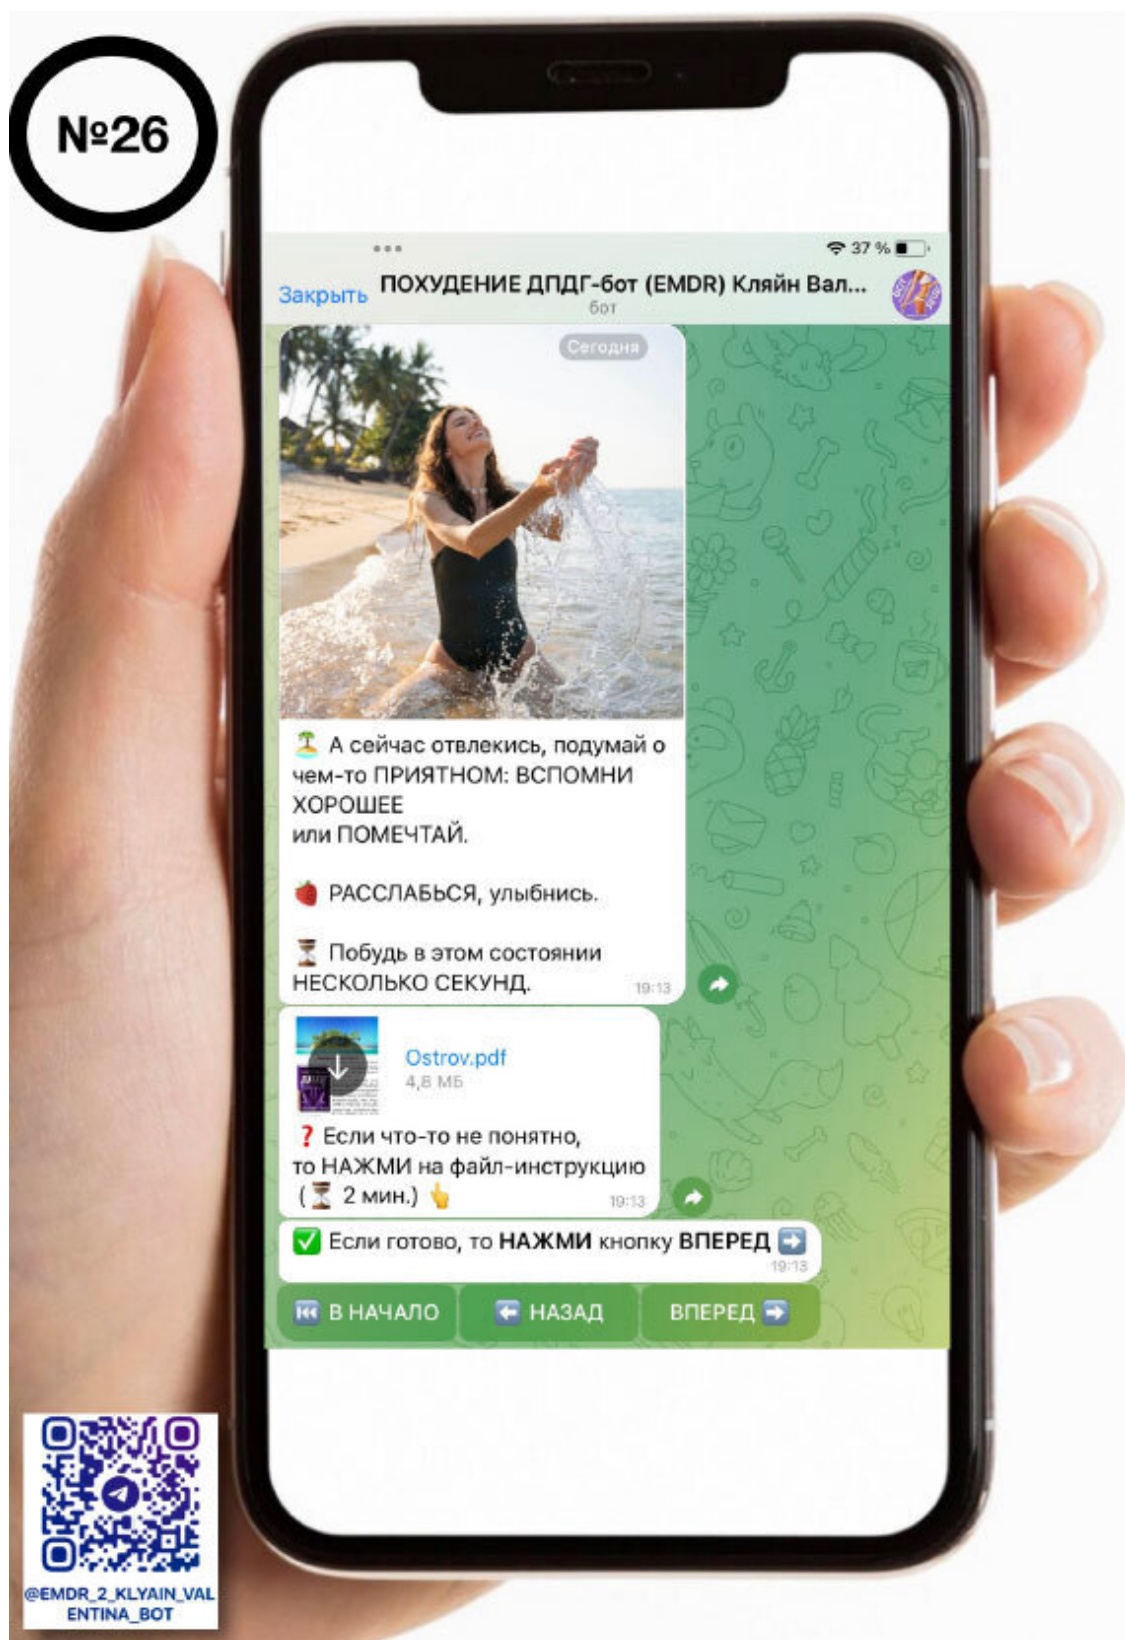 №26
37 %
Закрыть
ПОХУДЕНИЕ ДПДГ-бот (EMDR) Кляйн Вал...
бот
Сегодня
🏝️ А сейчас отвлекись, подумай о
чем-то ПРИЯТНОМ: ВСПОМНИ
ХОРОШЕЕ
или ПОМЕЧТАЙ.
🍓 РАССЛАБЬСЯ, улыбнись.
⏳ Побудь в этом состоянии
НЕСКОЛЬКО СЕКУНД.
19:13
Ostrov.pdf
4,8 МБ
❓ Если что-то не понятно,
то НАЖМИ на файл-инструкцию
(⏳ 2 мин.) 👆
19:13
✅ Если готово, то НАЖМИ кнопку ВПЕРЕД ➡️
19:13
⏮️ В НАЧАЛО
⬅️ НАЗАД
ВПЕРЕД ➡️
@EMDR_2_KLYAIN_VAL
ENTINA_BOT